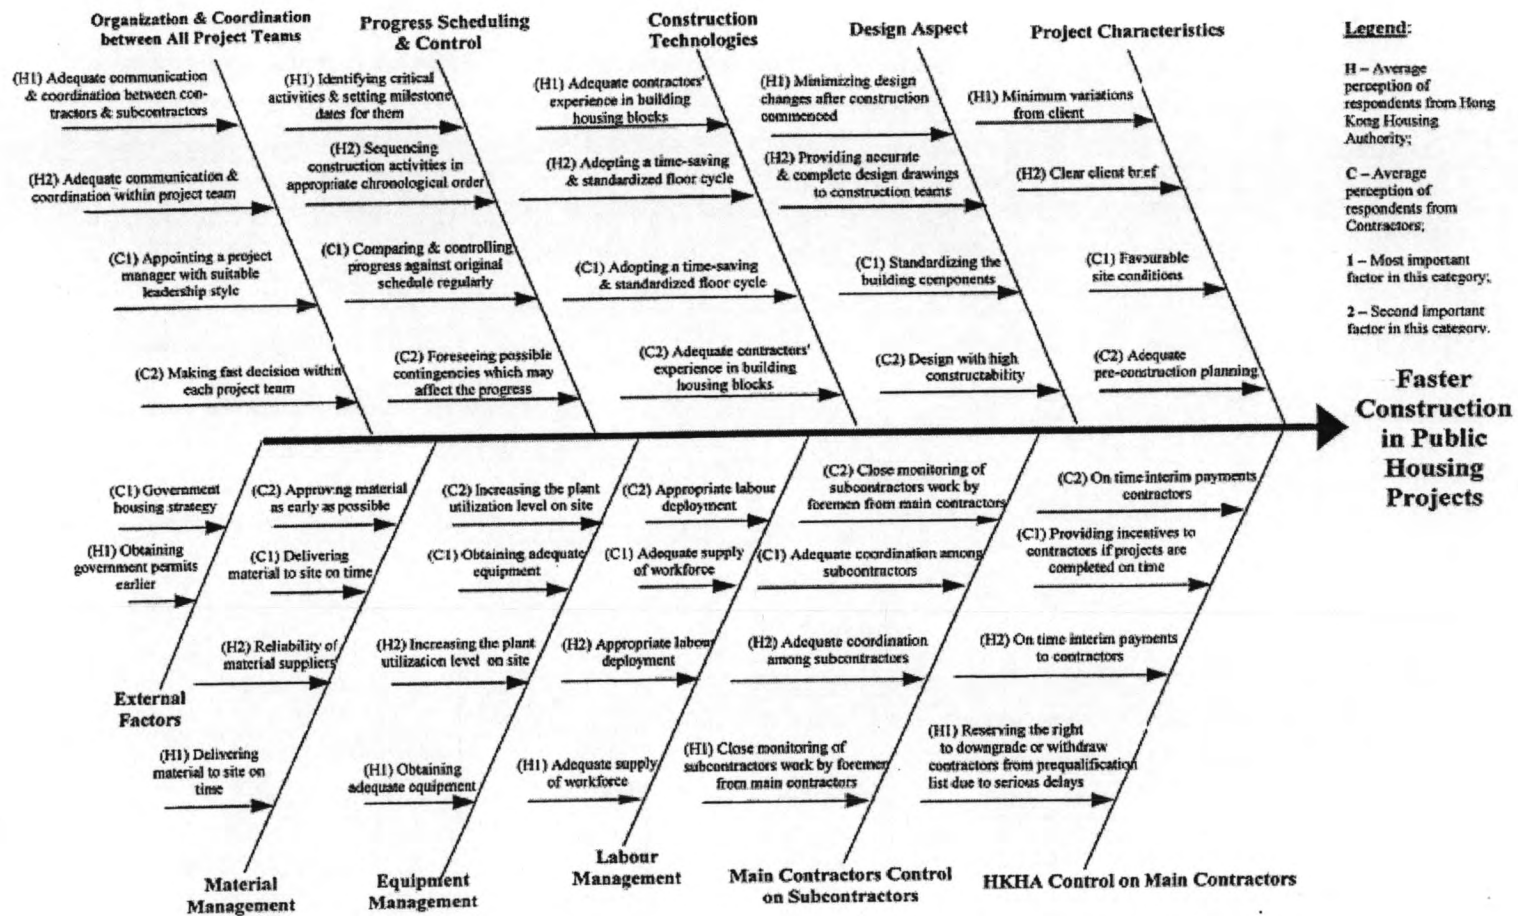 Organization & Coordination
between All Project Teams
(H1) Adequate communication
& coordination between con-
tractors & subcontractors
(H2) Adequate communication &
coordination within project team
(C1) Appointing a project
manager with suitable
leadership style
(C2) Making fast decision within
each project team
Progress Scheduling
& Control
(H1) Identifying critical
activities & setting milestone
dates for them
(H2) Sequencing
construction activities in
appropriate chronological order
(C1) Comparing & controlling
progress against original
schedule regularly
(C2) Foreseeing possible
contingencies which may
affect the progress
Construction
Technologies
(H1) Adequate contractors'
experience in building
housing blocks
(H2) Adopting a time-saving
& standardized floor cycle
(C1) Adopting a time-saving
& standardized floor cycle
(C2) Adequate contractors'
experience in building
housing blocks
Design Aspect
(H1) Minimizing design
changes after construction
commenced
(H2) Providing accurate
& complete design drawings
to construction teams
(C1) Standardizing the
building components
(C2) Design with high
constructability
Project Characteristics
(H1) Minimum variations
from client
(H2) Clear client brief
(C1) Favourable
site conditions
(C2) Adequate
pre-construction planning
Legend:
H – Average
perception of
respondents from Hong
Kong Housing
Authority;
C – Average
perception of
respondents from
Contractors;
1 – Most important
factor in this category;
2 – Second important
factor in this category.
Faster
Construction
in Public
Housing
Projects
(C1) Government
housing strategy
(H1) Obtaining
government permits
earlier
External
Factors
(C2) Approving material
as early as possible
(C1) Delivering
material to site on time
(H2) Reliability of
material suppliers
(H1) Delivering
material to site on
time
Material
Management
(C2) Increasing the plant
utilization level on site
(C1) Obtaining adequate
equipment
(H2) Increasing the plant
utilization level on site
(H1) Obtaining
adequate equipment
Equipment
Management
(C2) Appropriate labour
deployment
(C1) Adequate supply
of workforce
(H2) Appropriate labour
deployment
(H1) Adequate supply
of workforce
Labour
Management
(C2) Close monitoring of
subcontractors work by
foremen from main contractors
(C1) Adequate coordination among
subcontractors
(H2) Adequate coordination
among subcontractors
(H1) Close monitoring of
subcontractors work by foremen
from main contractors
Main Contractors Control
on Subcontractors
(C2) On time interim payments
contractors
(C1) Providing incentives to
contractors if projects are
completed on time
(H2) On time interim payments
to contractors
(H1) Reserving the right
to downgrade or withdraw
contractors from prequalification
list due to serious delays
HKHA Control on Main Contractors